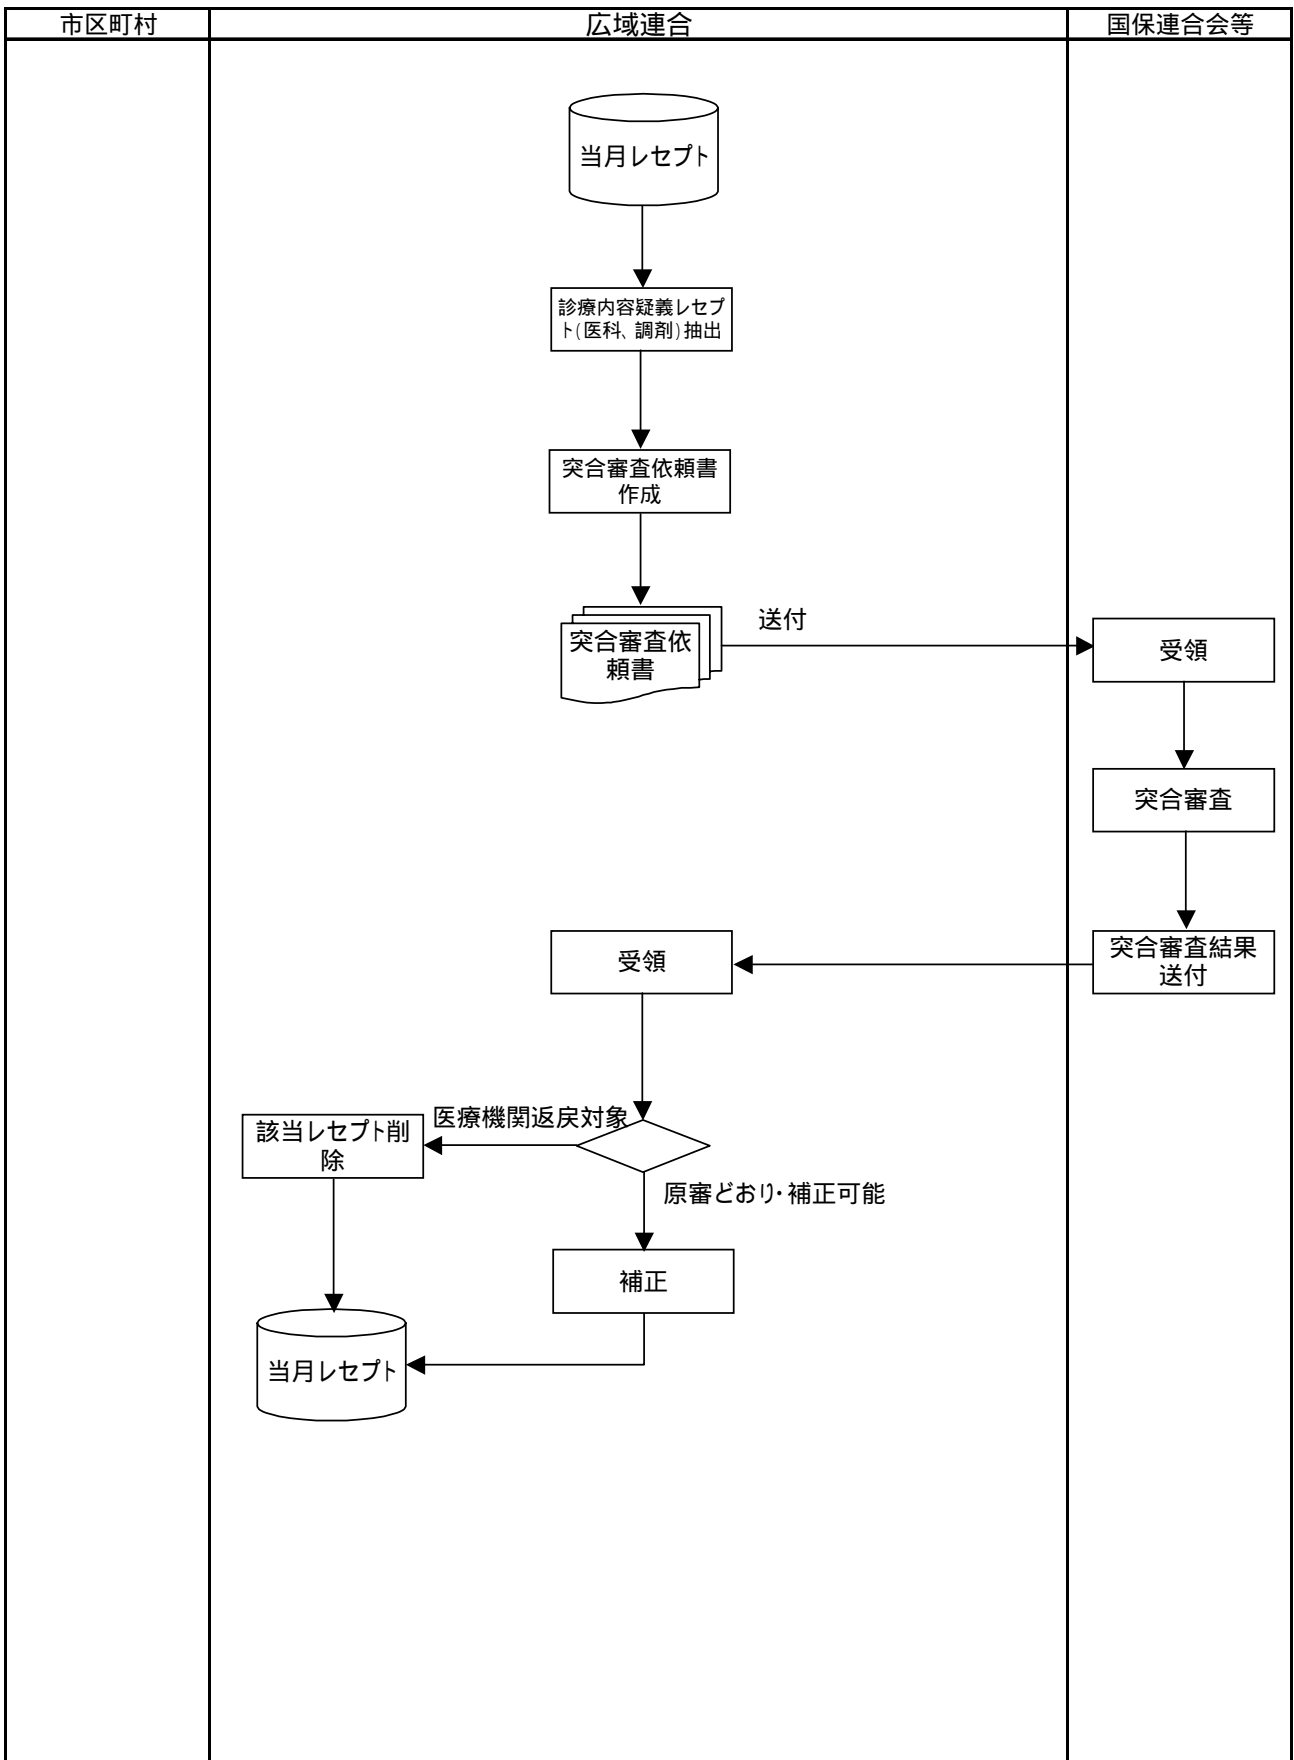 市区町村
広域連合
国保連合会等
当月レセプト
診療内容疑義レセプ
ト(医科、調剤)抽出
突合審査依頼書
作成
突合審査依
頼書
送付
受領
突合審査
突合審査結果
送付
受領
医療機関返戻対象
該当レセプト削
除
原審どおり・補正可能
補正
当月レセプト